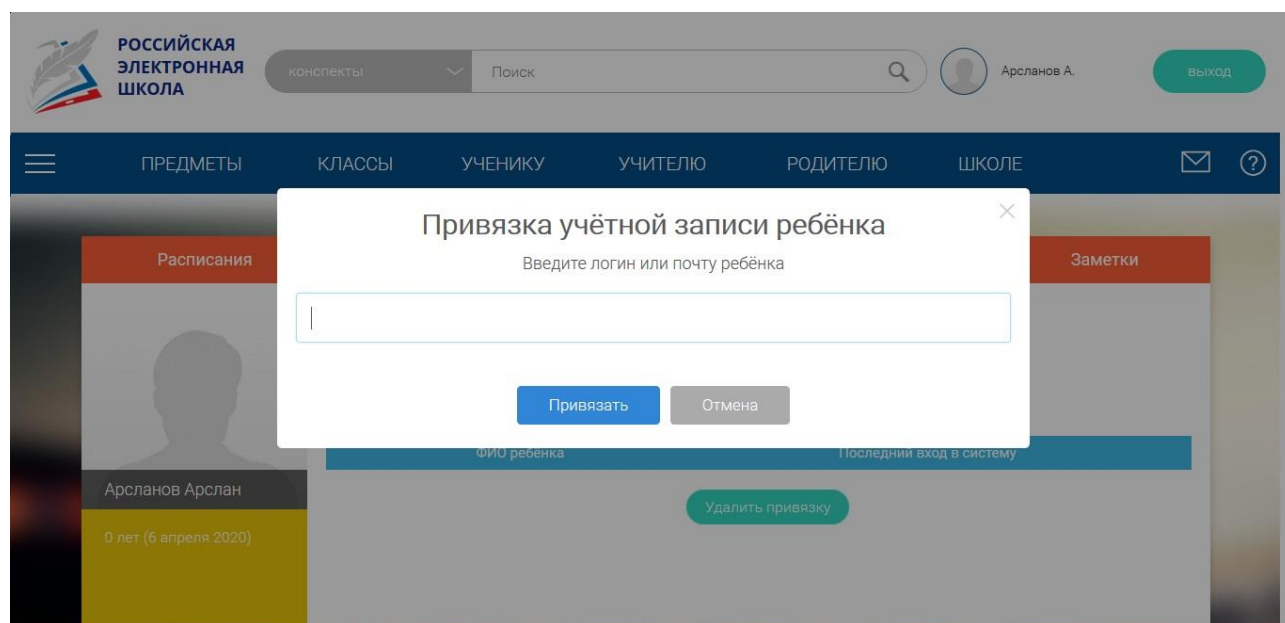 РОССИЙСКАЯ
ЭЛЕКТРОННАЯ
ШКОЛА
конспекты
Поиск
Арсланов А.
выход
ПРЕДМЕТЫ КЛАССЫ УЧЕНИКУ УЧИТЕЛЮ РОДИТЕЛЮ ШКОЛЕ
Привязка учётной записи ребёнка
Введите логин или почту ребёнка
Привязать Отмена
Расписания
Заметки
ФИО ребенка Последний вход в систему
Удалить привязку
Арсланов Арслан
0 лет (6 апреля 2020)